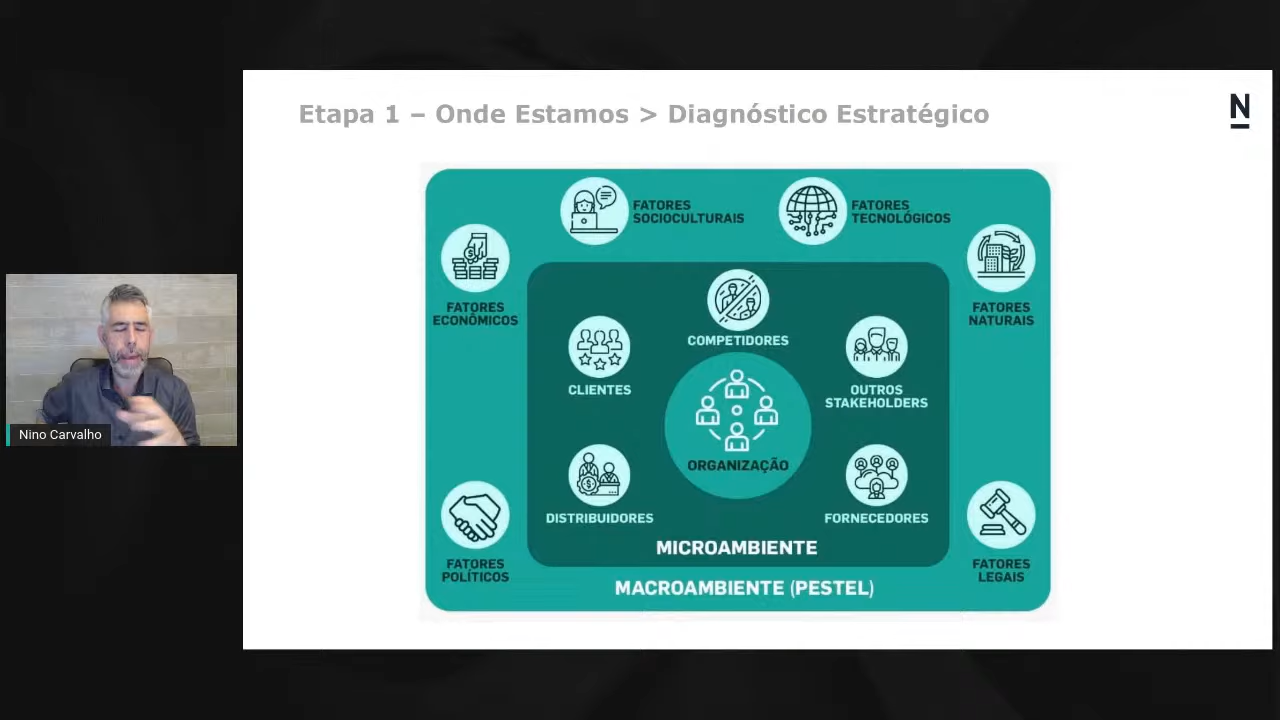 Etapa 1 – Onde Estamos > Diagnóstico Estratégico
N
FATORES
SOCIOCULTURAIS
FATORES
TECNOLÓGICOS
FATORES
ECONÔMICOS
FATORES
NATURAIS
COMPETIDORES
CLIENTES
OUTROS
STAKEHOLDERS
ORGANIZAÇÃO
DISTRIBUIDORES
FORNECEDORES
MICROAMBIENTE
FATORES
POLÍTICOS
FATORES
LEGAIS
MACROAMBIENTE (PESTEL)
Nino Carvalho